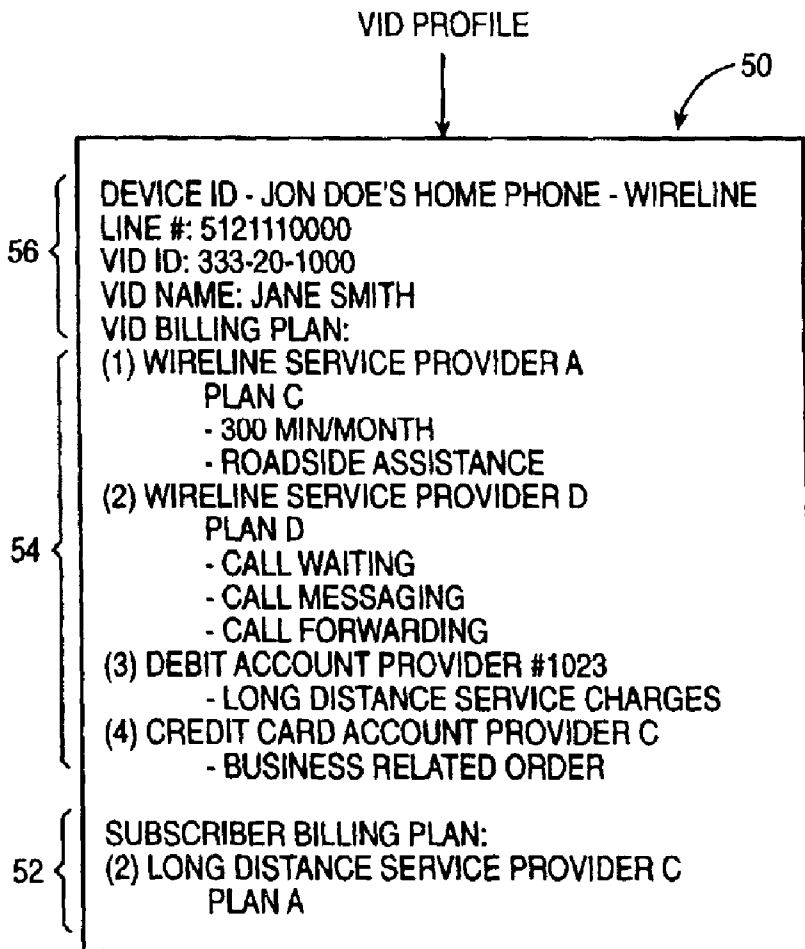 VID PROFILE
50
56
DEVICE ID - JON DOE'S HOME PHONE - WIRELINE
LINE #: 5121110000
VID ID: 333-20-1000
VID NAME: JANE SMITH
VID BILLING PLAN:
54
(1) WIRELINE SERVICE PROVIDER A
PLAN C
- 300 MIN/MONTH
- ROADSIDE ASSISTANCE
(2) WIRELINE SERVICE PROVIDER D
PLAN D
- CALL WAITING
- CALL MESSAGING
- CALL FORWARDING
(3) DEBIT ACCOUNT PROVIDER #1023
- LONG DISTANCE SERVICE CHARGES
(4) CREDIT CARD ACCOUNT PROVIDER C
- BUSINESS RELATED ORDER
52
SUBSCRIBER BILLING PLAN:
(2) LONG DISTANCE SERVICE PROVIDER C
PLAN A